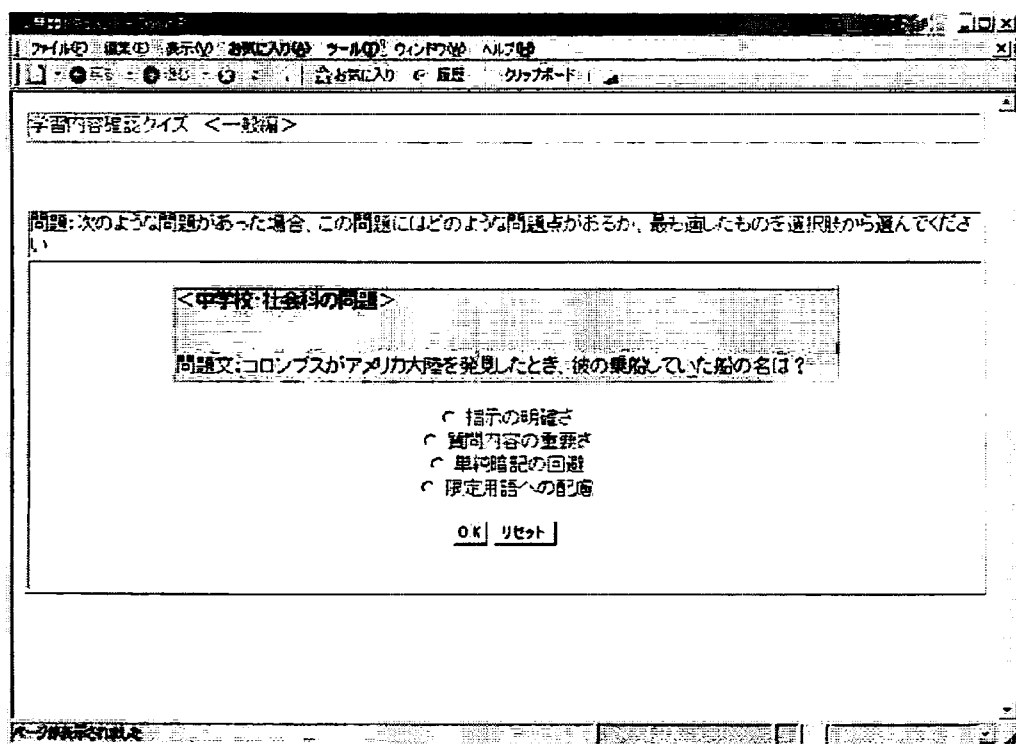 ファイル(F) 編集(E) 表示(V) お気に入り(A) ツール(T) ウィンドウ(W) ヘルプ(H)
お気に入り 履歴 クリップボード
学習内容確認クイズ <一般編>
問題:次のような問題があった場合、この問題にはどのような問題点があるか、最も適したものを選択肢から選んでくださ
い
<中学校・社会科の問題>
問題文:コロンブスがアメリカ大陸を発見したとき、彼の乗船していた船の名は?
指示の明確さ
質問内容の重要さ
単純暗記の回避
限定用語への配慮
OK リセット
ページが表示されました